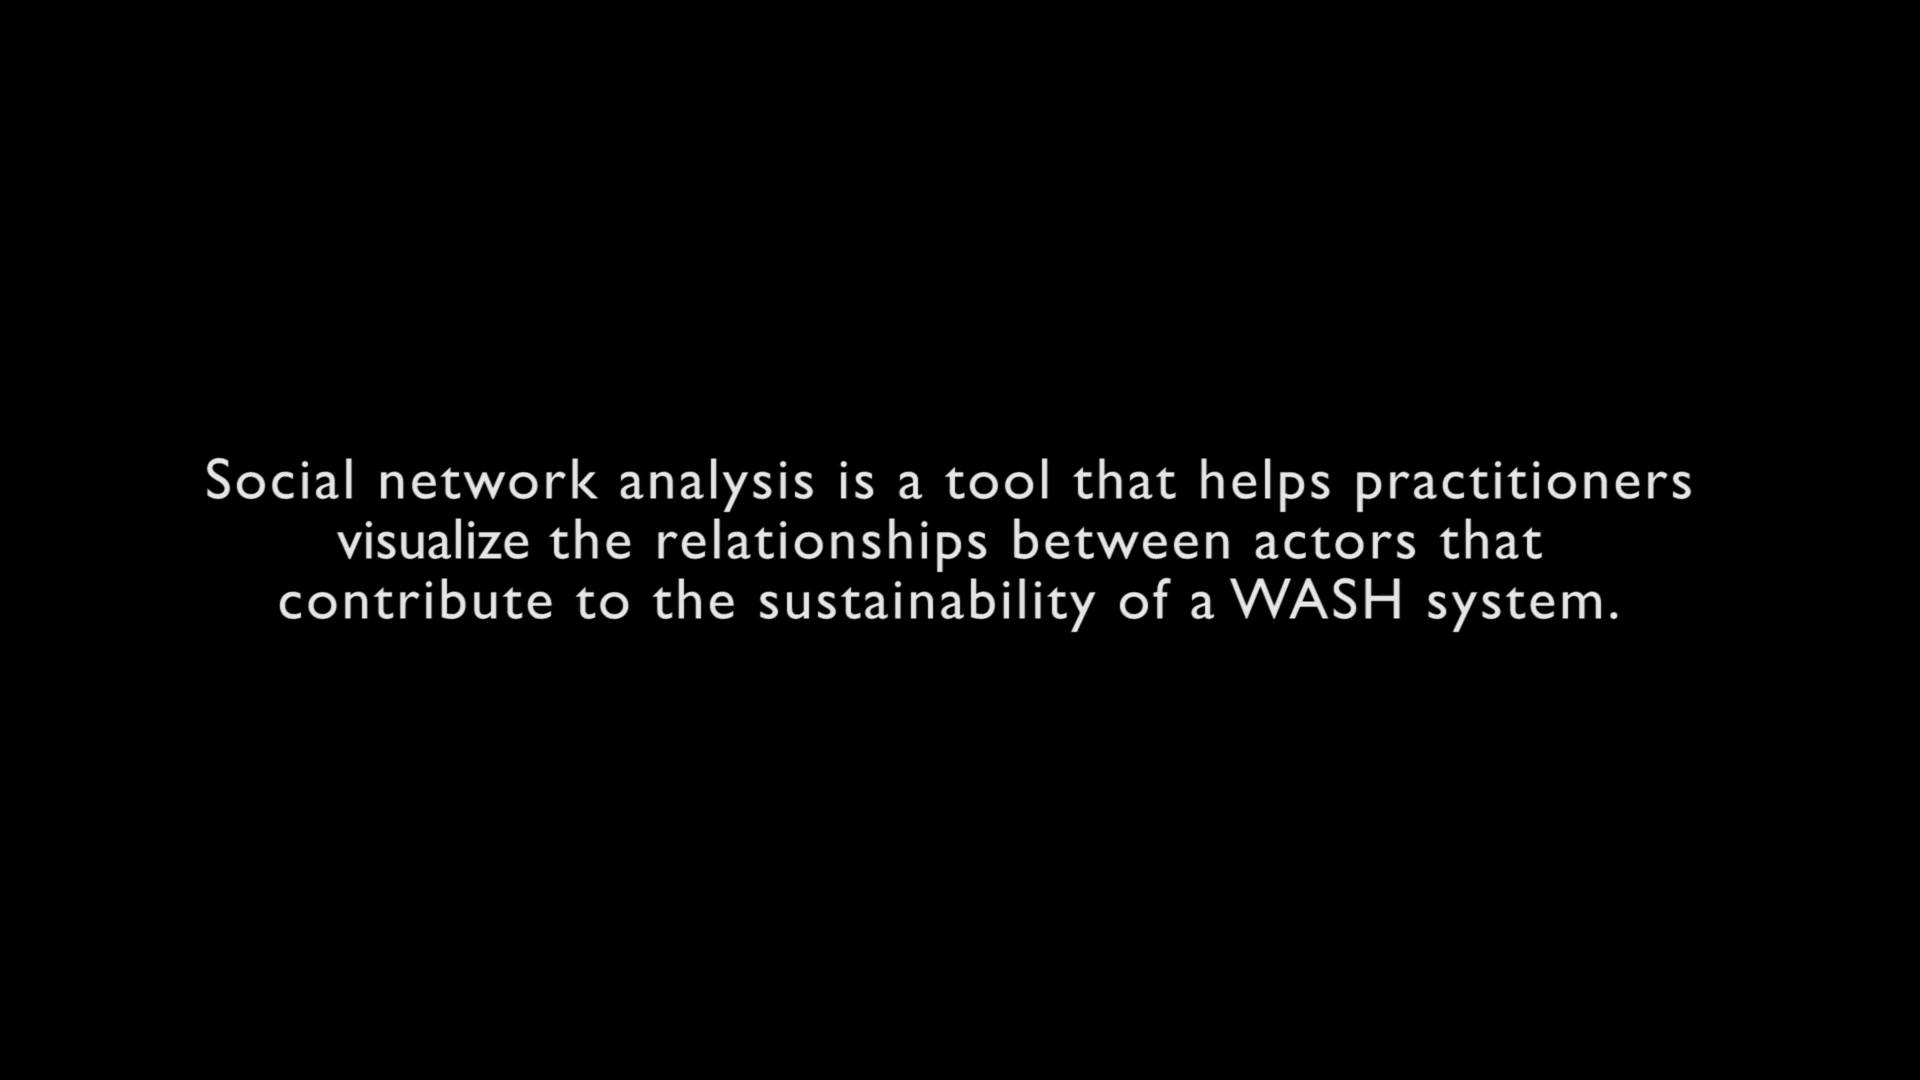 Social network analysis is a tool that helps practitioners
visualize the relationships between actors that
contribute to the sustainability of a WASH system.